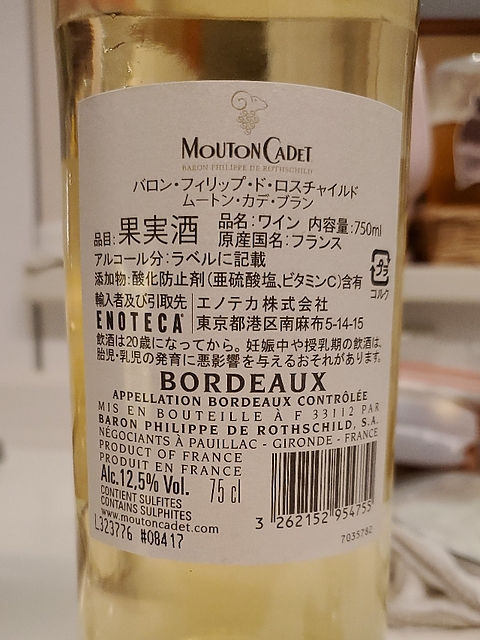 MOUTON CADET
BARON PHILIPPE DE ROTHSCHILD
バロン・フィリップ・ド・ロスチャイルド
ムートン・カデ・ブラン
品目:果実酒 品名:ワイン 内容量:750ml
原産国名:フランス
アルコール分:ラベルに記載
添加物:酸化防止剤(亜硫酸塩、ビタミンC)含有
プラ
コルク
輸入者及び引取先 エノテカ株式会社
ENOTECA 東京都港区南麻布5-14-15
飲酒は20歳になってから。妊娠中や授乳期の飲酒は、
胎児・乳児の発育に悪影響を与えるおそれがあります。
BORDEAUX
APPELLATION BORDEAUX CONTRÔLÉE
MIS EN BOUTEILLE À F 33112 PAR
BARON PHILIPPE DE ROTHSCHILD, S.A.
NÉGOCIANTS À PAUILLAC - GIRONDE - FRANCE
PRODUCT OF FRANCE
PRODUIT EN FRANCE
Alc.12,5% Vol. 75 cl
CONTIENT SULFITES
CONTAINS SULPHITES
www.moutoncadet.com
L323776 #08417
3 262152 954755
7035782